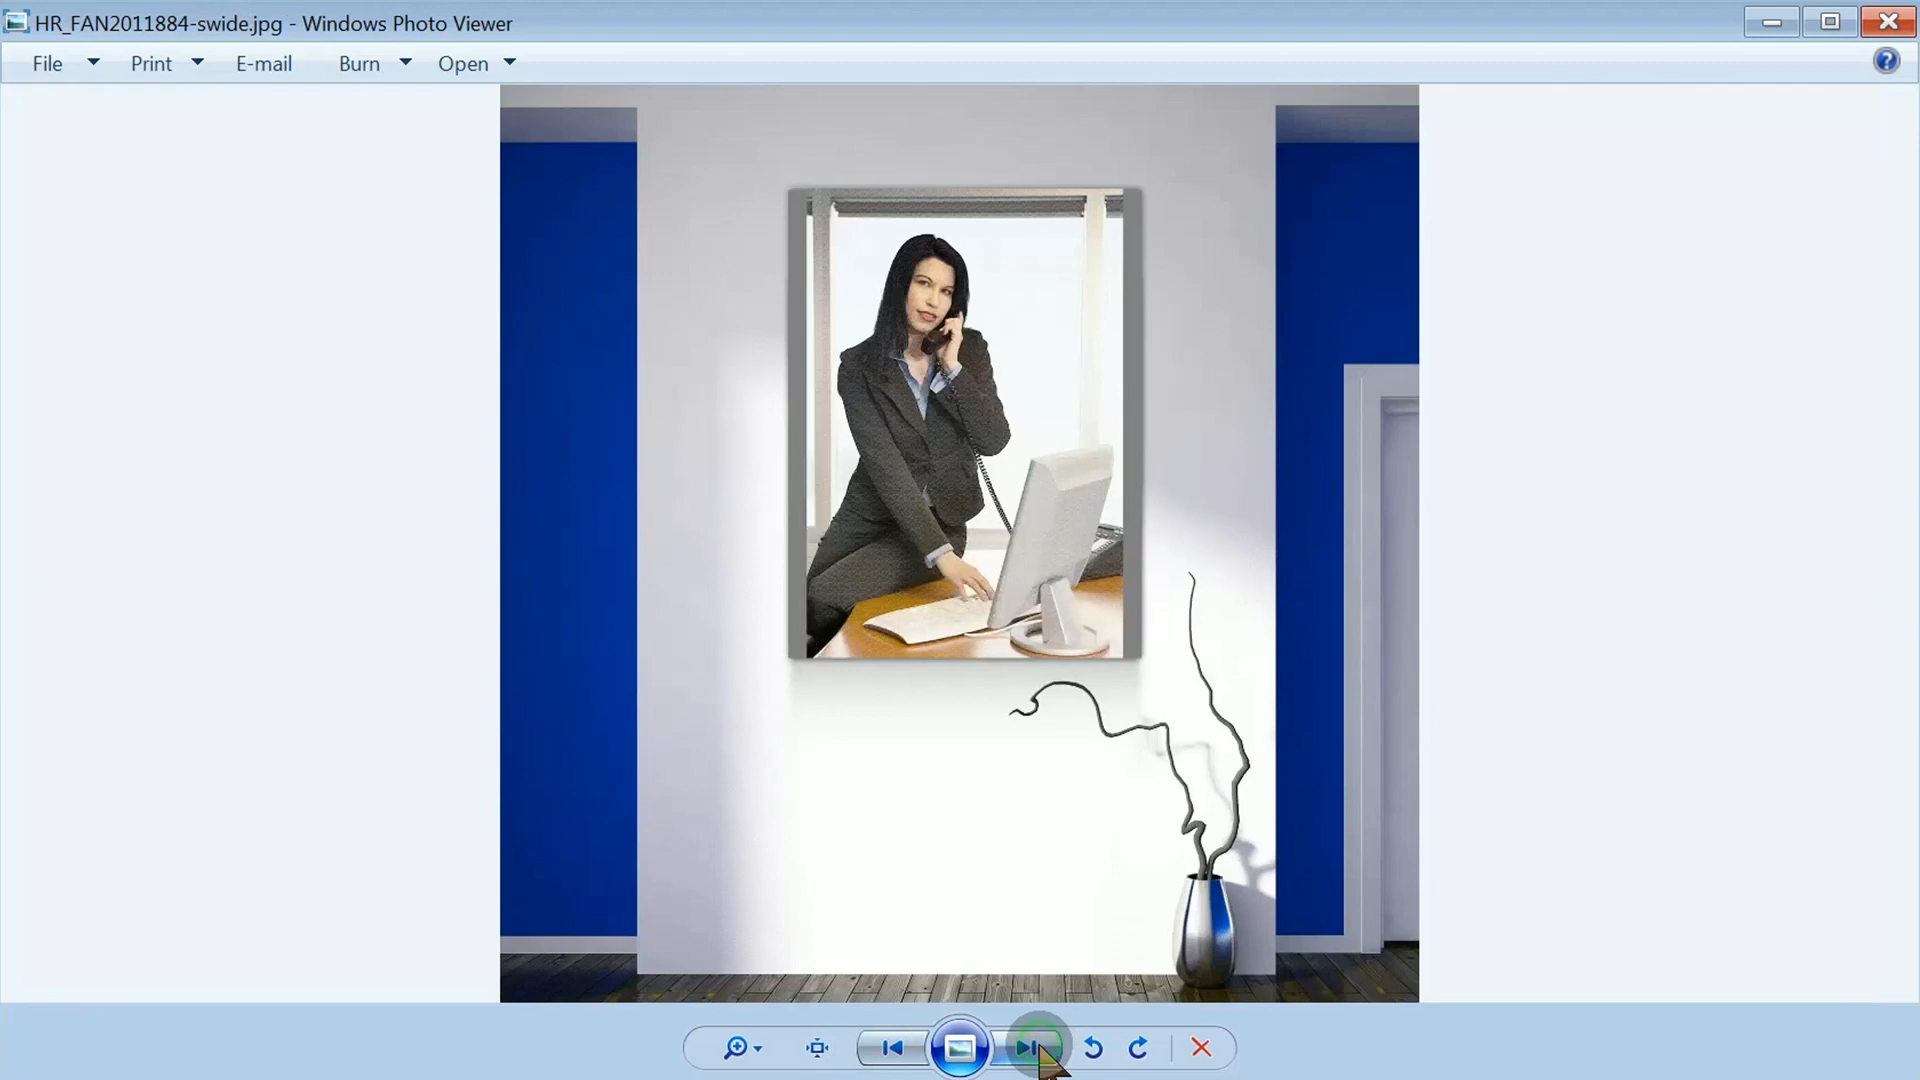 HR_FAN2011884-swide.jpg - Windows Photo Viewer
File Print E-mail Burn Open
?